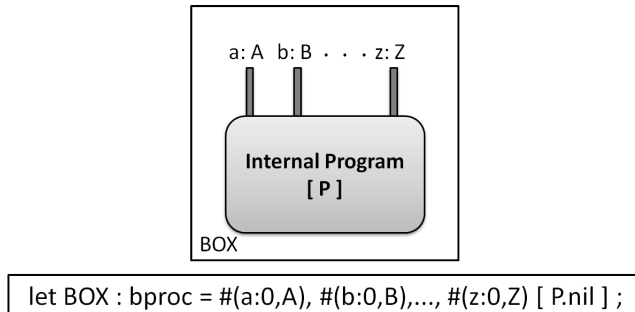 a: A b: B · · · z: Z
Internal Program
[ P ]
BOX
let BOX : bproc = #(a:0,A), #(b:0,B),..., #(z:0,Z) [ P.nil ] ;